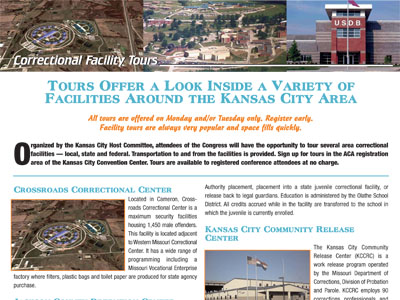 USDB
Correctional Facility Tours
Tours Offer a Look Inside a Variety of
Facilities Around the Kansas City Area
All tours are offered on Monday and/or Tuesday only. Register early.
Facility tours are always very popular and space fills quickly.
Organized by the Kansas City Host Committee, attendees of the Congress will have the opportunity to tour several area correctional
facilities — local, state and federal. Transportation to and from the facilities is provided. Sign up for tours in the ACA registration
area of the Kansas City Convention Center. Tours are available to registered conference attendees at no charge.
Crossroads Correctional Center
Located in Cameron, Cross-
roads Correctional Center is a
maximum security facilities
housing 1,450 male offenders.
This facility is located adjacent
to Western Missouri Correctional
Center. It has a wide range of
programming including a
Missouri Vocational Enterprise
factory where filters, plastic bags and toilet paper are produced for state agency
purchase.
Authority placement, placement into a state juvenile correctional facility, or
release back to legal guardians. Education is administered by the Olathe School
District. All credits accrued while in the facility are transferred to the school in
which the juvenile is currently enrolled.
Kansas City Community Release
Center
The Kansas City Community
Release Center (KCCRC) is a
work release program operated
by the Missouri Department of
Corrections, Division of Probation
and Parole. KCCRC employs 90
corrections professionals and